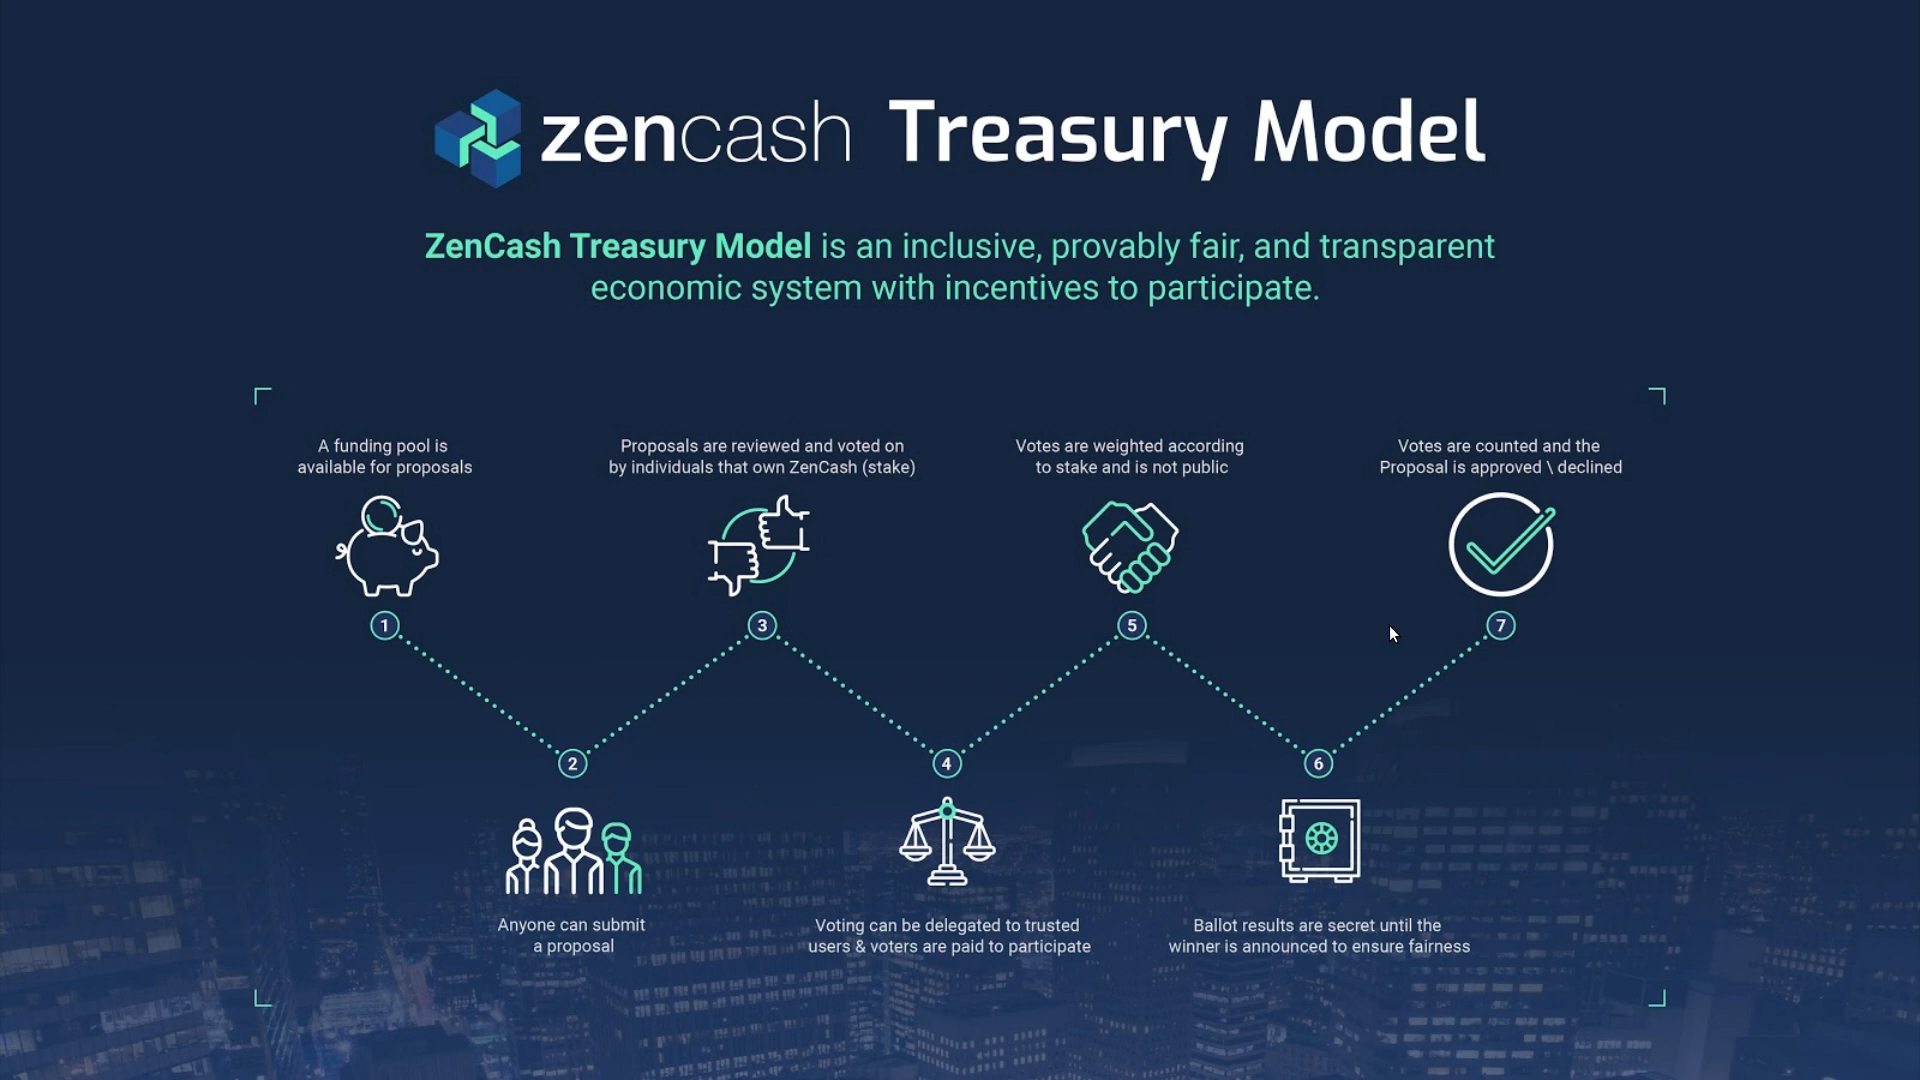 zencash Treasury Model
ZenCash Treasury Model is an inclusive, provably fair, and transparent
economic system with incentives to participate.
A funding pool is
available for proposals
Proposals are reviewed and voted on
by individuals that own ZenCash (stake)
Votes are weighted according
to stake and is not public
Votes are counted and the
Proposal is approved \ declined
1
3
5
7
2
4
6
Anyone can submit
a proposal
Voting can be delegated to trusted
users & voters are paid to participate
Ballot results are secret until the
winner is announced to ensure fairness